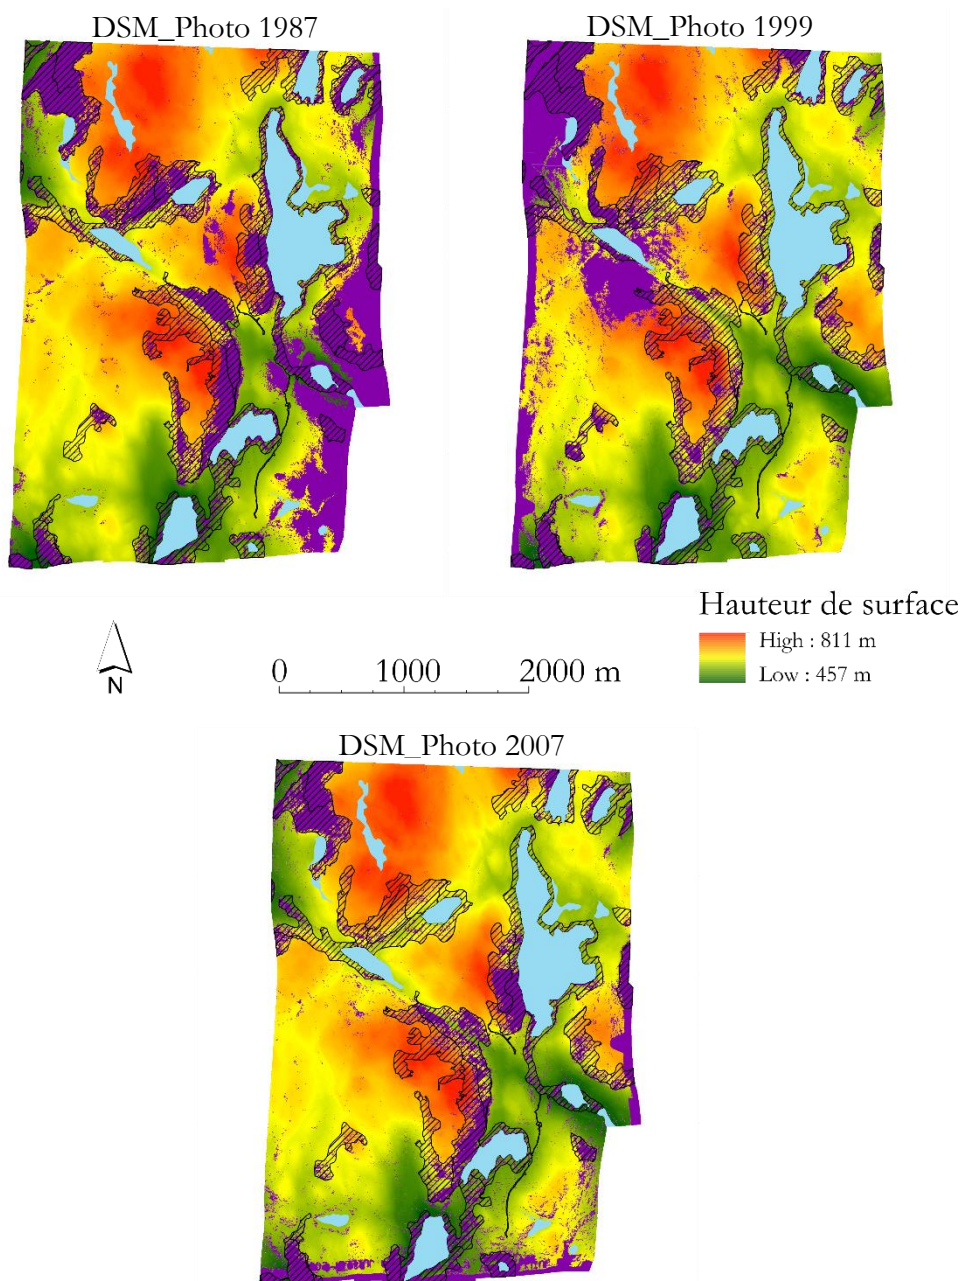 DSM_Photo 1987
DSM_Photo 1999
Hauteur de surface
High : 811 m
Low : 457 m
N
0 1000 2000 m
DSM_Photo 2007